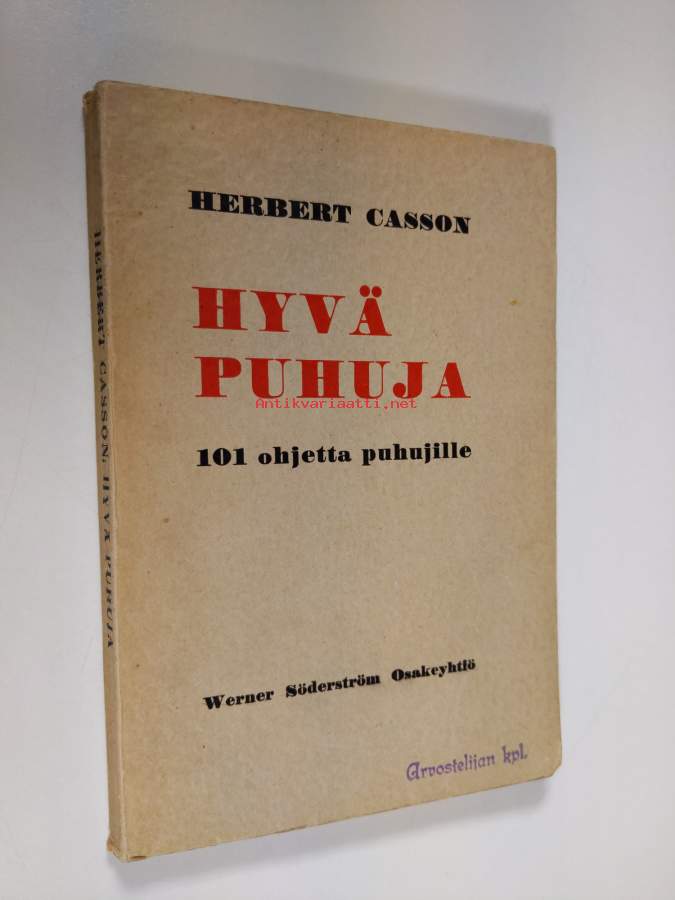 HERBERT CASSON
HYVÄ
PUHUJA
Antikvariaatti.net
101 ohjetta puhujille
Werner Söderström Osakeyhtiö
Arvostelijan kpl.
HERBERT CASSON, HYVÄ PUHUJA